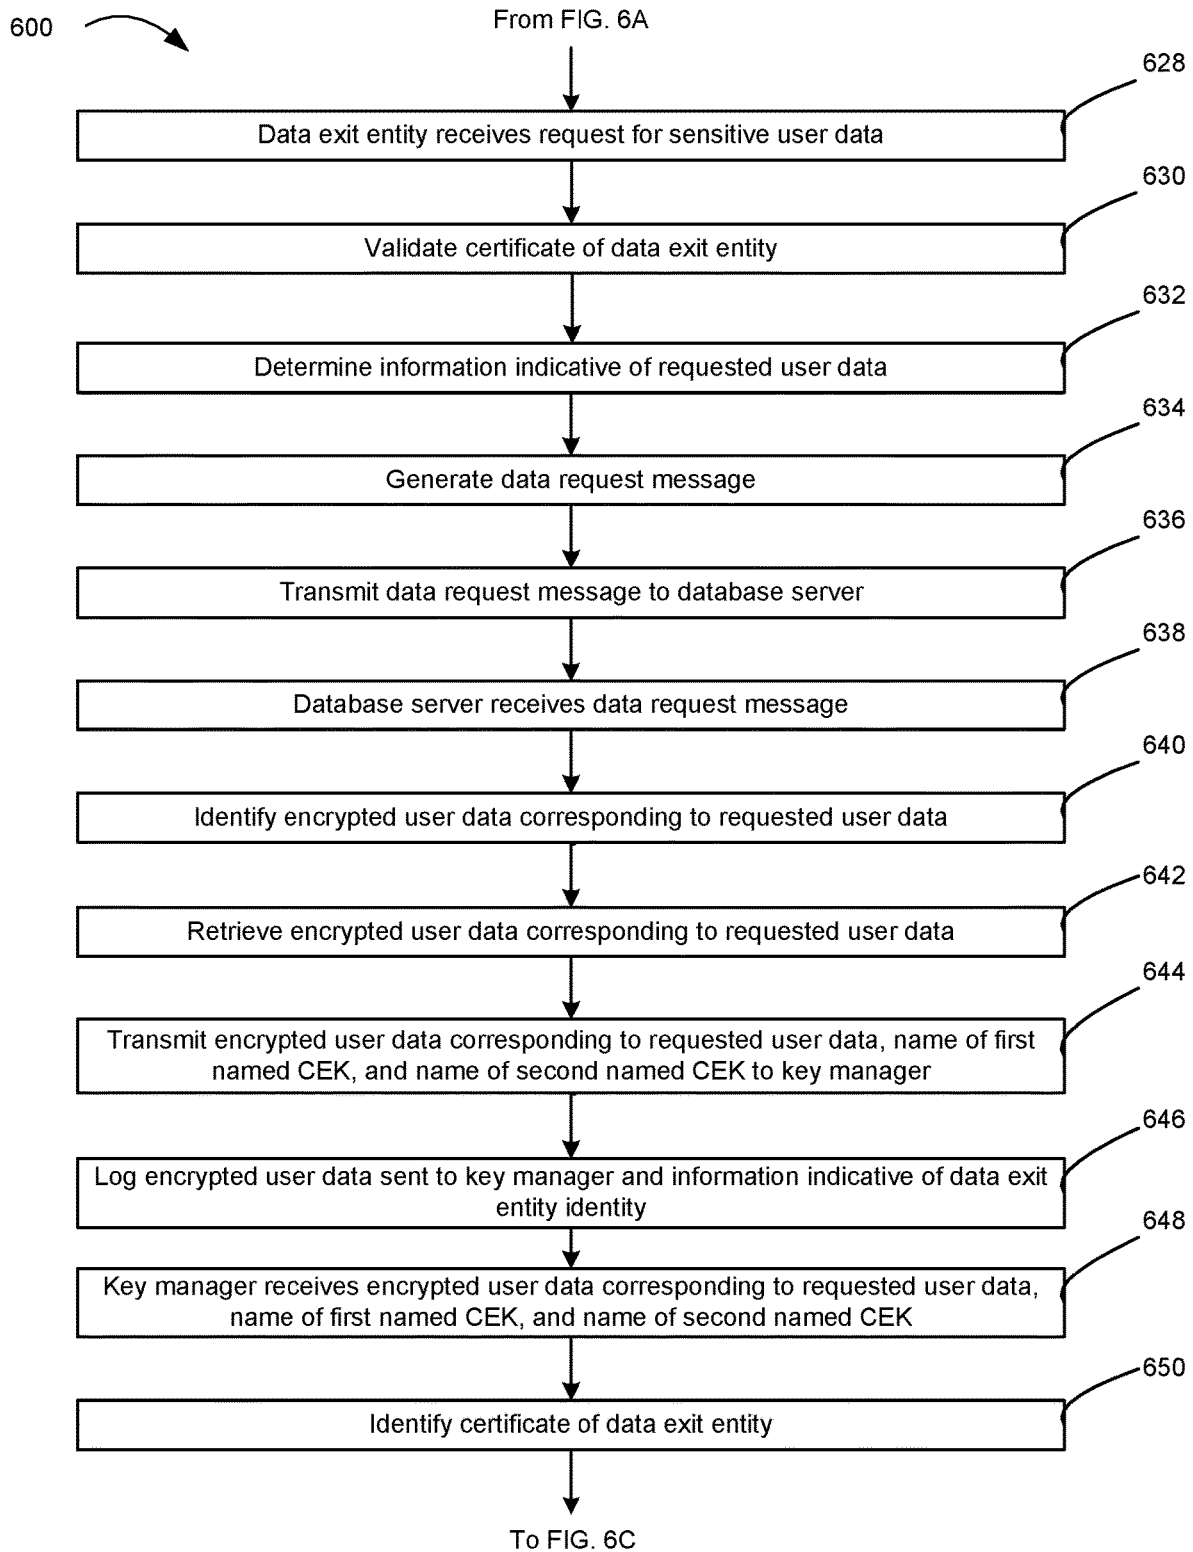 600
From FIG. 6A
628
Data exit entity receives request for sensitive user data
630
Validate certificate of data exit entity
632
Determine information indicative of requested user data
634
Generate data request message
636
Transmit data request message to database server
638
Database server receives data request message
640
Identify encrypted user data corresponding to requested user data
642
Retrieve encrypted user data corresponding to requested user data
644
Transmit encrypted user data corresponding to requested user data, name of first
named CEK, and name of second named CEK to key manager
646
Log encrypted user data sent to key manager and information indicative of data exit
entity identity
648
Key manager receives encrypted user data corresponding to requested user data,
name of first named CEK, and name of second named CEK
650
Identify certificate of data exit entity
To FIG. 6C